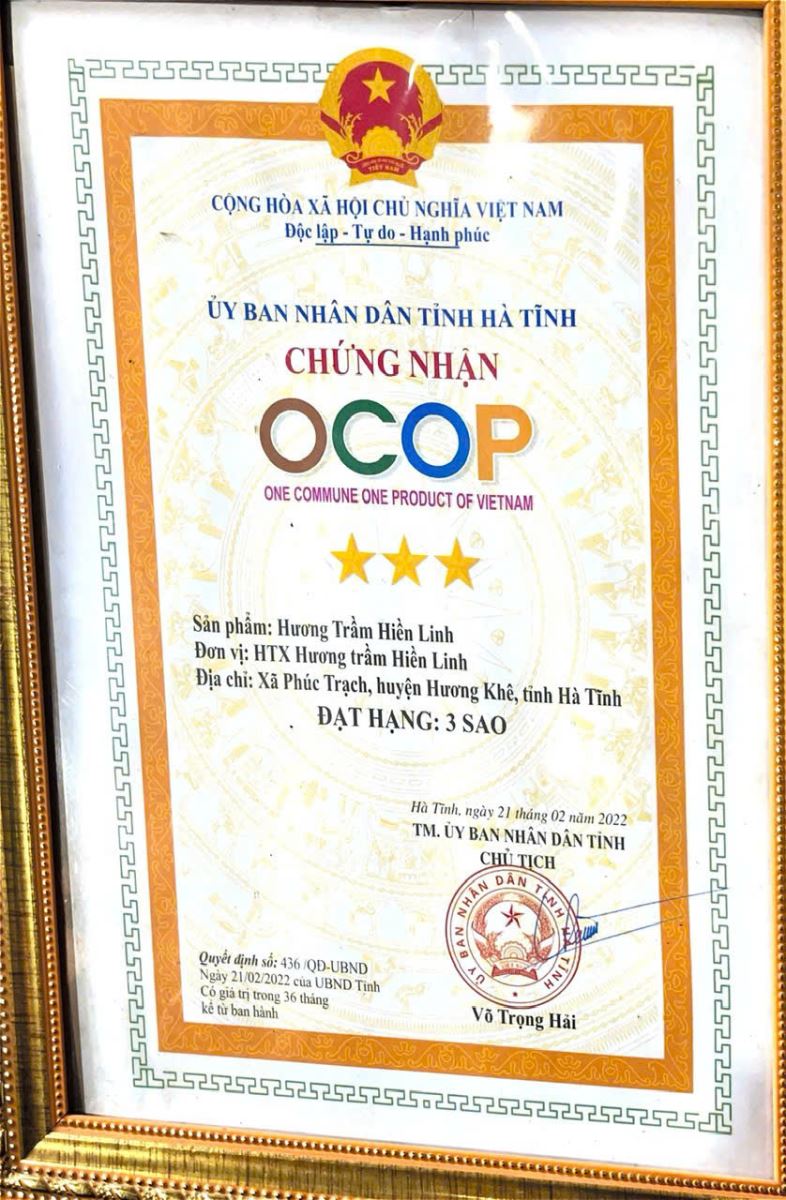 CỘNG HÒA XÃ HỘI CHỦ NGHĨA VIỆT NAM
Độc lập - Tự do - Hạnh phúc
ỦY BAN NHÂN DÂN TỈNH HÀ TĨNH
CHỨNG NHẬN
OCOP
ONE COMMUNE ONE PRODUCT OF VIETNAM
Sản phẩm: Hương Trầm Hiền Linh
Đơn vị: HTX Hương trầm Hiền Linh
Địa chỉ: Xã Phúc Trạch, huyện Hương Khê, tỉnh Hà Tĩnh
ĐẠT HẠNG: 3 SAO
Hà Tĩnh, ngày 21 tháng 02 năm 2022
TM. ỦY BAN NHÂN DÂN TỈNH
CHỦ TỊCH
ỦY BAN NHÂN DÂN TỈNH
Võ Trọng Hải
Quyết định số: 436 /QĐ-UBND
Ngày 21/02/2022 của UBND Tỉnh
Có giá trị trong 36 tháng
kể từ ban hành